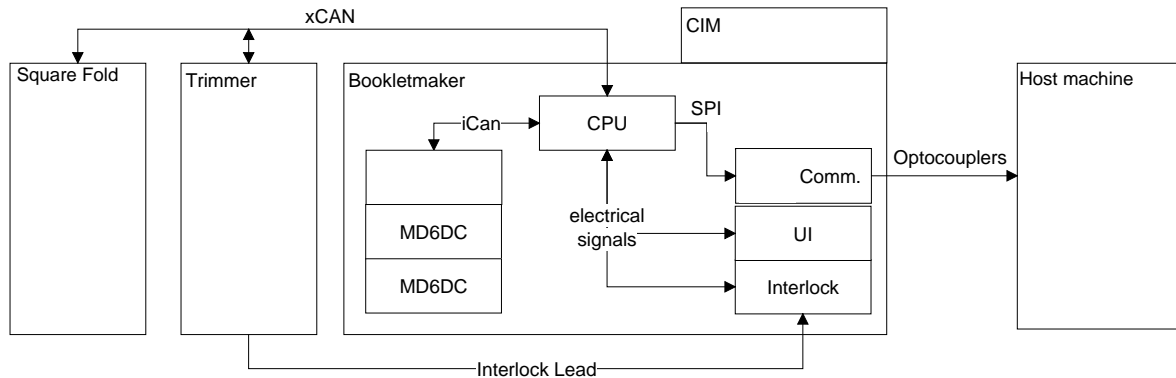 xCAN
CIM
Square Fold
Trimmer
Bookletmaker
Host machine
SPI
iCan
CPU
Optocouplers
Comm.
electrical
signals
MD6DC
UI
MD6DC
Interlock
Interlock Lead